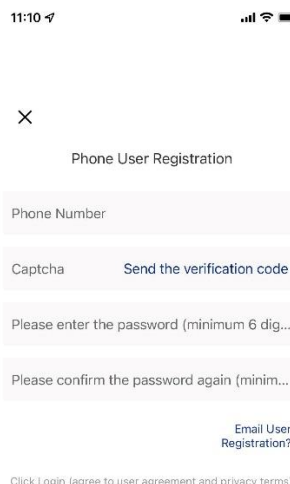 11:10
Phone User Registration
Phone Number
Captcha Send the verification code
Please enter the password (minimum 6 dig...
Please confirm the password again (minim...
Email User
Registration?
Click Login (agree to user agreement and privacy terms